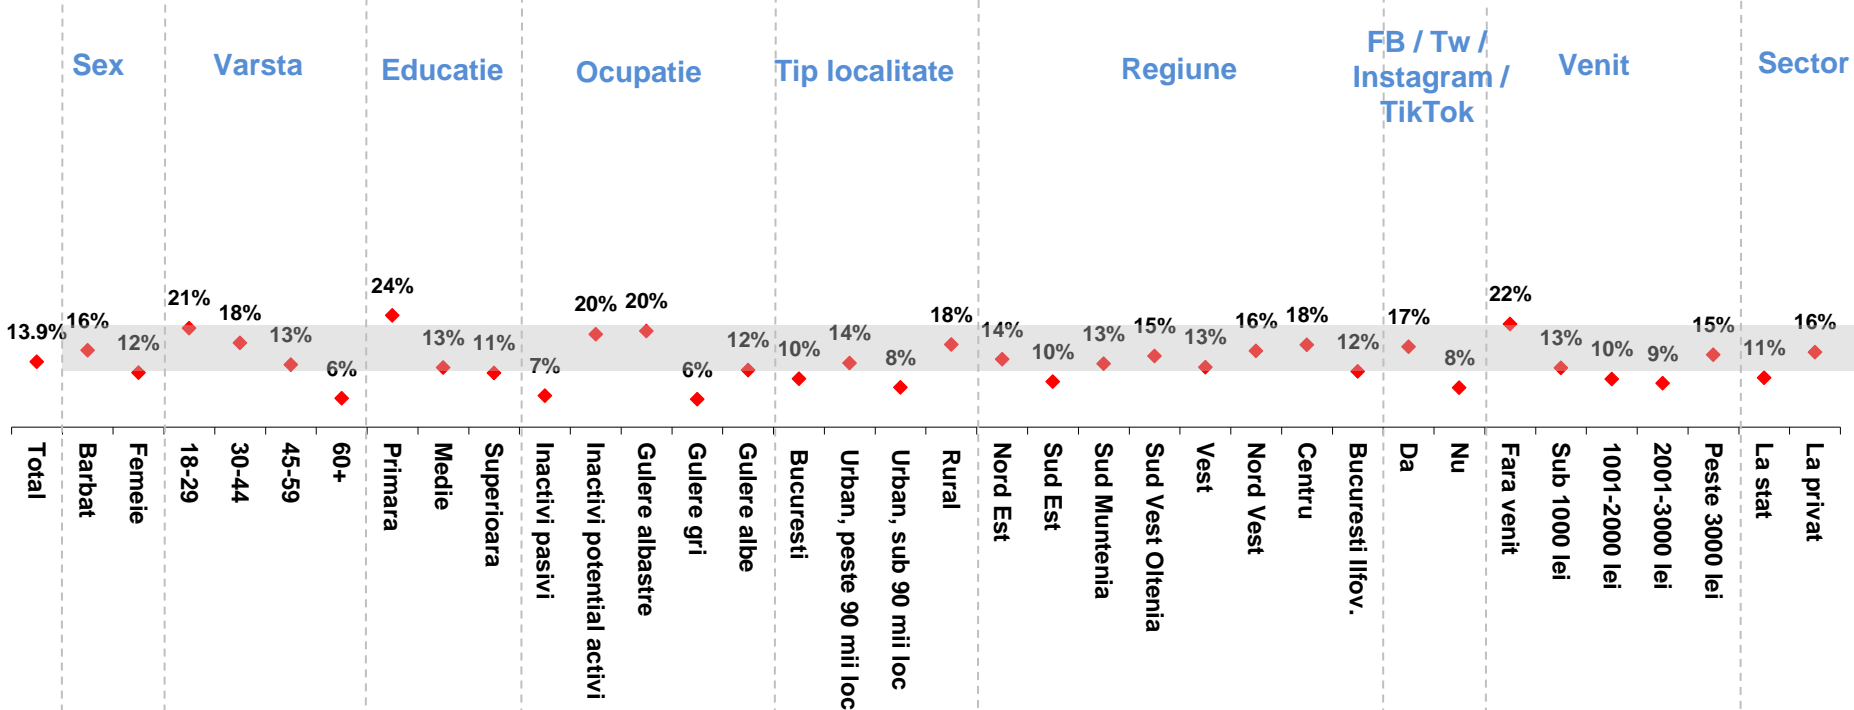 Sex
Varsta
Educatie
Ocupatie
Tip localitate
Regiune
FB / Tw /
Instagram /
TikTok
Venit
Sector
13.9%
16%
12%
21%
18%
13%
6%
24%
13%
11%
7%
20%
20%
6%
12%
10%
14%
8%
18%
14%
10%
13%
15%
13%
16%
18%
12%
17%
8%
22%
13%
10%
9%
15%
11%
16%
Total
Barbat
Femeie
18-29
30-44
45-59
60+
Primara
Medie
Superioara
Inactivi pasivi
Inactivi potential activi
Gulere albastre
Gulere gri
Gulere albe
Bucuresti
Urban, peste 90 mii loc
Urban, sub 90 mii loc
Rural
Nord Est
Sud Est
Sud Muntenia
Sud Vest Oltenia
Vest
Nord Vest
Centru
Bucuresti Ilfov.
Da
Nu
Fara venit
Sub 1000 lei
1001-2000 lei
2001-3000 lei
Peste 3000 lei
La stat
La privat